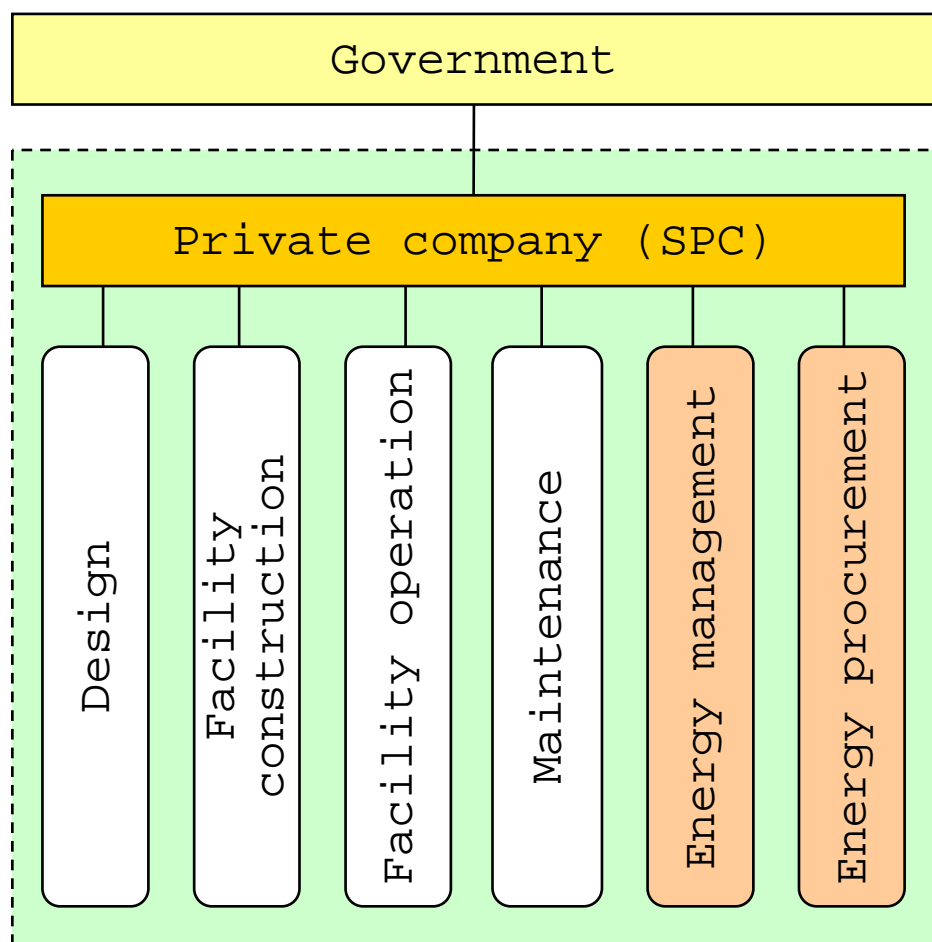 Government
Private company (SPC)
Design
Facility
construction
Facility operation
Maintenance
Energy management
Energy procurement